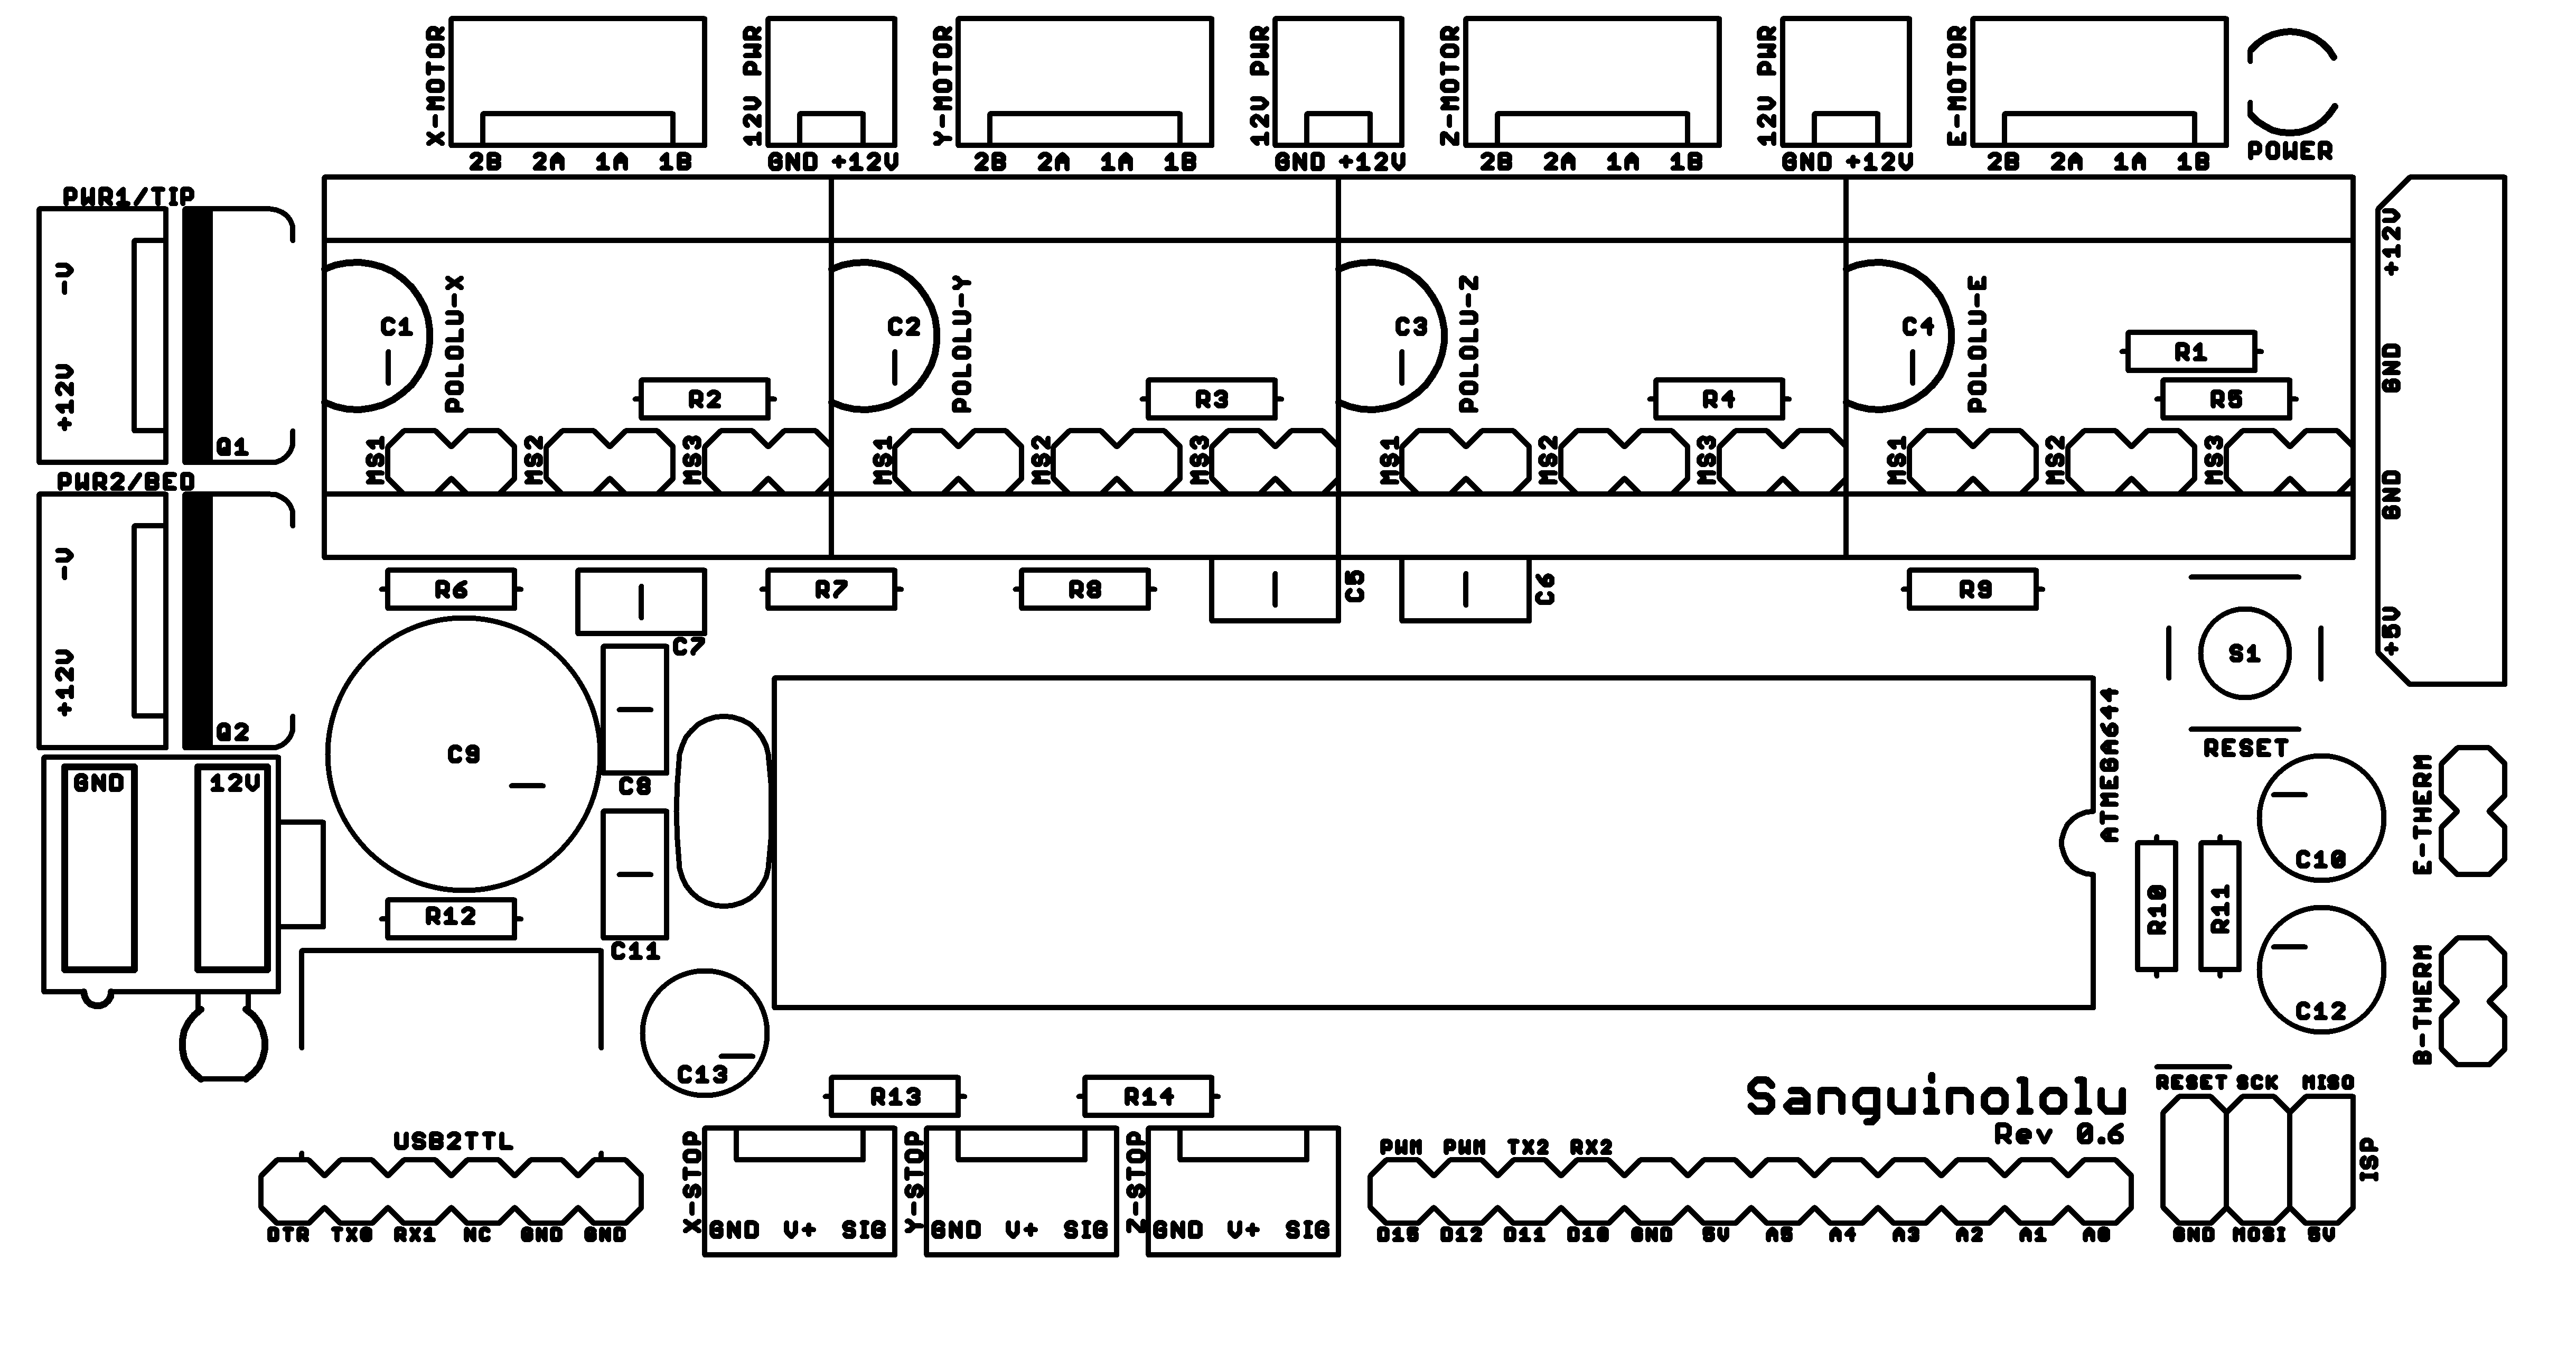 X-MOTOR
2B 2A 1A 1B
12V PWR
GND +12V
Y-MOTOR
2B 2A 1A 1B
12V PWR
GND +12V
Z-MOTOR
2B 2A 1A 1B
12V PWR
GND +12V
E-MOTOR
2B 2A 1A 1B
POWER
PWR1/TIP
-V
+12V
Q1
PWR2/BED
-V
+12V
Q2
C1
POLOLU-X
R2
MS1
MS2
MS3
C2
POLOLU-Y
R3
MS1
MS2
MS3
C3
POLOLU-Z
R4
MS1
MS2
MS3
C4
POLOLU-E
R1
R5
MS1
MS2
MS3
+12V
GND
GND
+5V
R6
C7
R7
R8
C5
C6
R9
S1
RESET
GND
12V
C9
C8
C11
R12
ATMEGA644
R10
R11
C10
C12
E-THERM
B-THERM
C13
R13
R14
Sanguinololu
Rev 0.6
USB2TTL
DTR TX0 RX1 NC GND GND
X-STOP
GND V+ SIG
Y-STOP
GND V+ SIG
Z-STOP
GND V+ SIG
PWM PWM TX2 RX2
D15 D12 D11 D10 GND 5V A5 A4 A3 A2 A1 A0
RESET SCK MISO
GND MOSI 5V
ISP